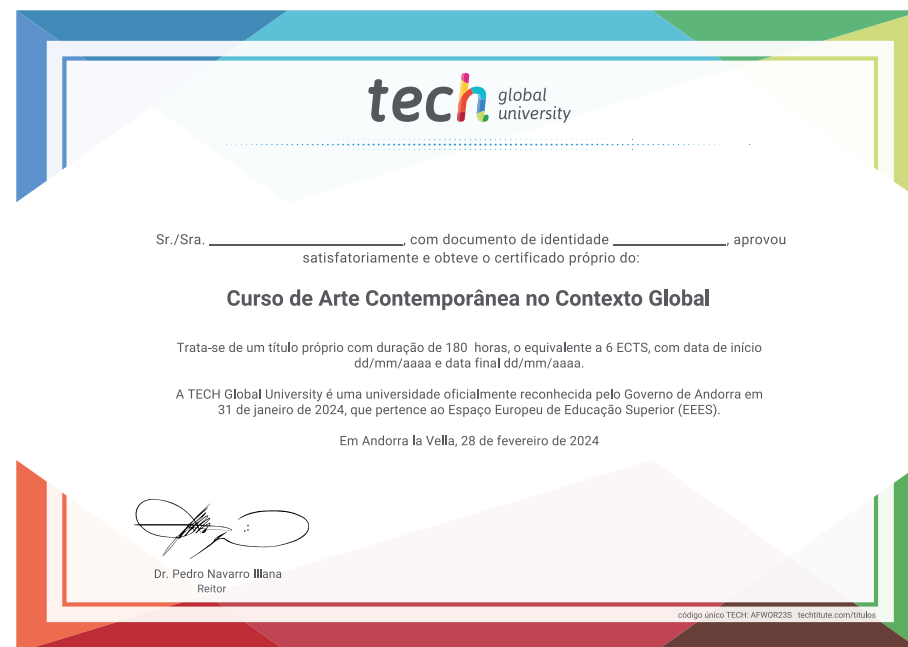 tech global university
Sr./Sra. ____________________, com documento de identidade ____________, aprovou
satisfatoriamente e obteve o certificado próprio do:
Curso de Arte Contemporânea no Contexto Global
Trata-se de um título próprio com duração de 180 horas, o equivalente a 6 ECTS, com data de início
dd/mm/aaaa e data final dd/mm/aaaa.
A TECH Global University é uma universidade oficialmente reconhecida pelo Governo de Andorra em
31 de janeiro de 2024, que pertence ao Espaço Europeu de Educação Superior (EEES).
Em Andorra la Vella, 28 de fevereiro de 2024
Dr. Pedro Navarro Illana
Reitor
código único TECH: AFWOR23S techtitute.com/titulos